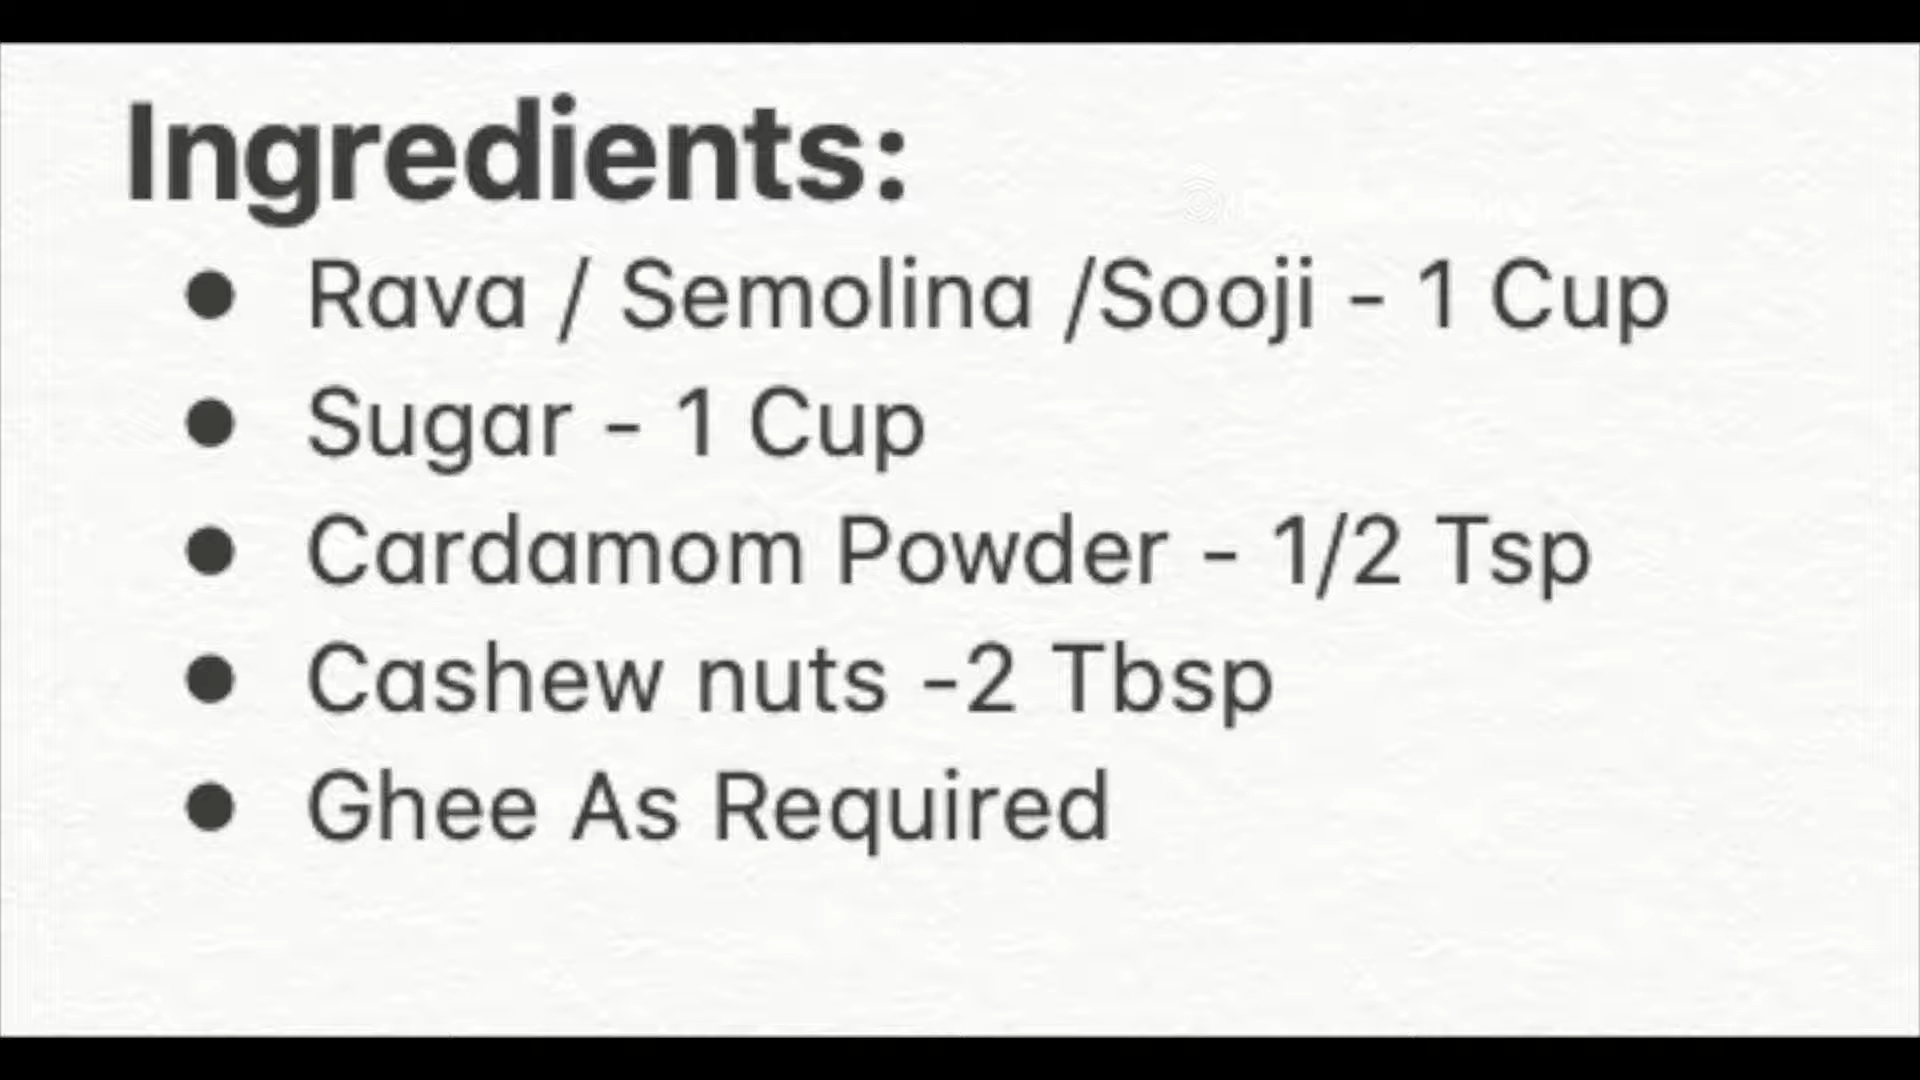 Ingredients:
● Rava / Semolina /Sooji - 1 Cup
● Sugar - 1 Cup
● Cardamom Powder - 1/2 Tsp
● Cashew nuts -2 Tbsp
● Ghee As Required